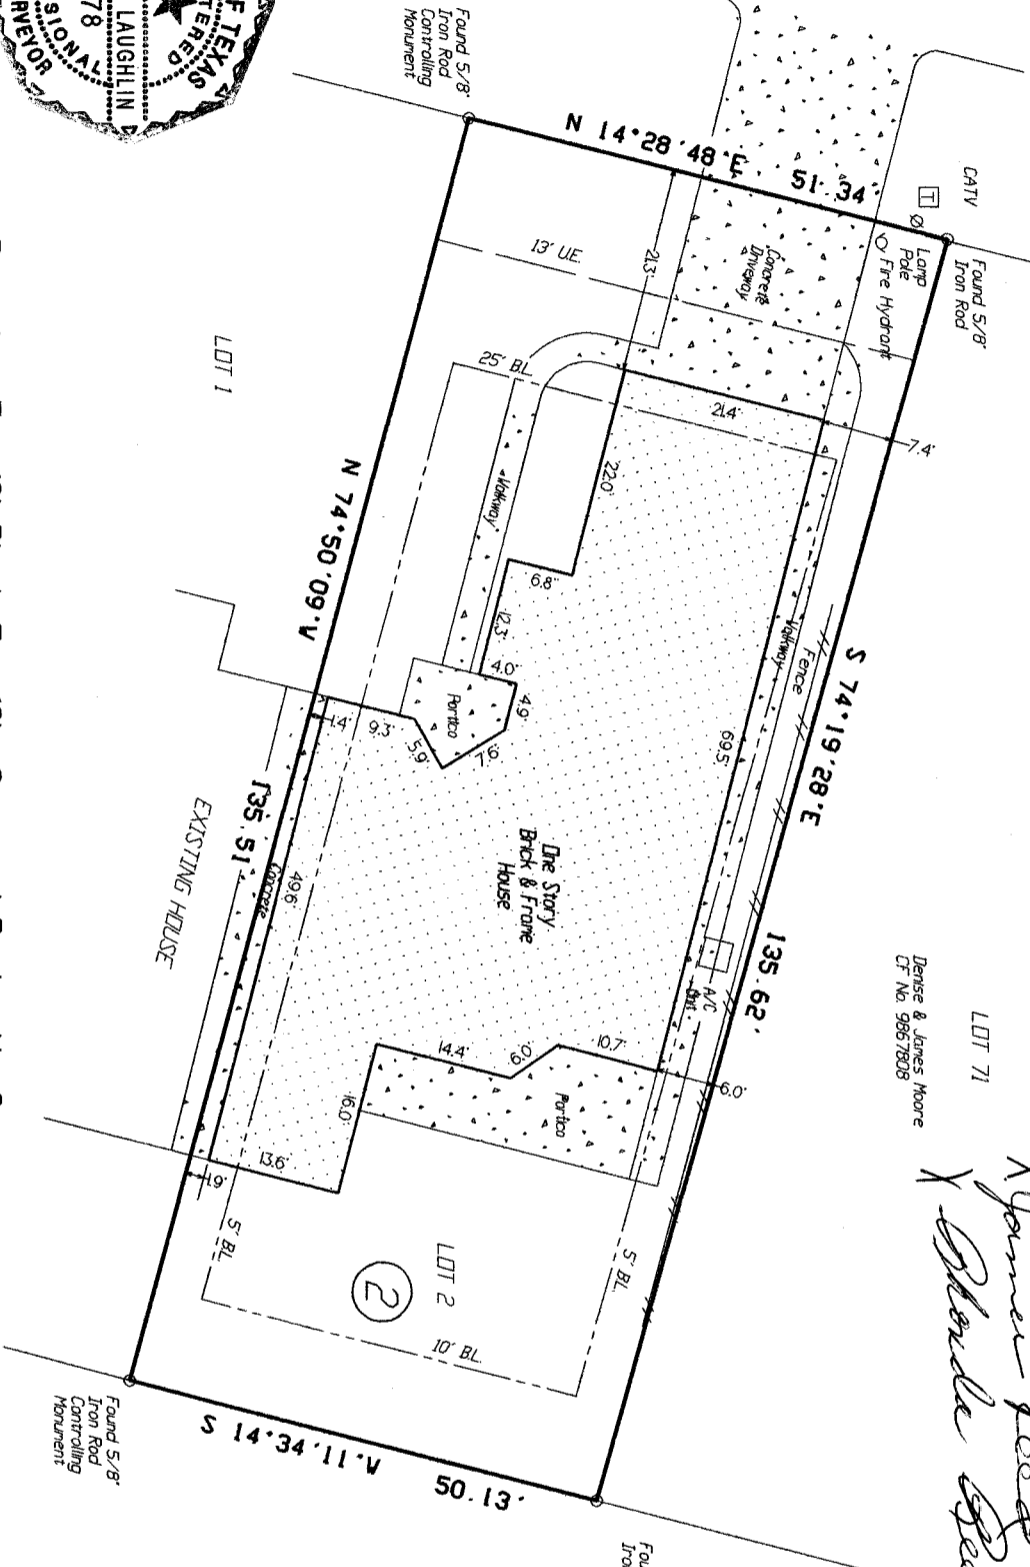 OF TEXAS
TERED
LAUGHLIN
78
SIONAL
RVEYOR
Found 5/8"
Iron Rod
Controlling
Monument
N 14°28'48"E 51.34
CATV
T
Lamp
Pole
Fire Hydrant
Found 5/8"
Iron Rod
13' U.E.
21.3'
Concrete
Driveway
25' BL
21.4'
7.4'
LOT 1
Walkway
22.0'
6.8'
12.3'
4.0'
4.9'
Portico
7.6'
5.9'
9.3'
1.4'
N 74°50'09"W
135.51
Walkway
Fence
S 74°19'28"E
135.62'
69.5'
One Story
Brick & Frame
House
A/C
Unit
EXISTING HOUSE
Concrete
49.6'
14.4'
6.0'
10.7'
6.0'
Portico
16.0'
13.6'
1.9'
5' BL
5' BL
LOT 2
2
10' BL
LOT 71
Denise & James Moore
CF No. 9867808
X
X Rhonda
S 14°34'11"W 50.13'
Found 5/8"
Iron Rod
Controlling
Monument